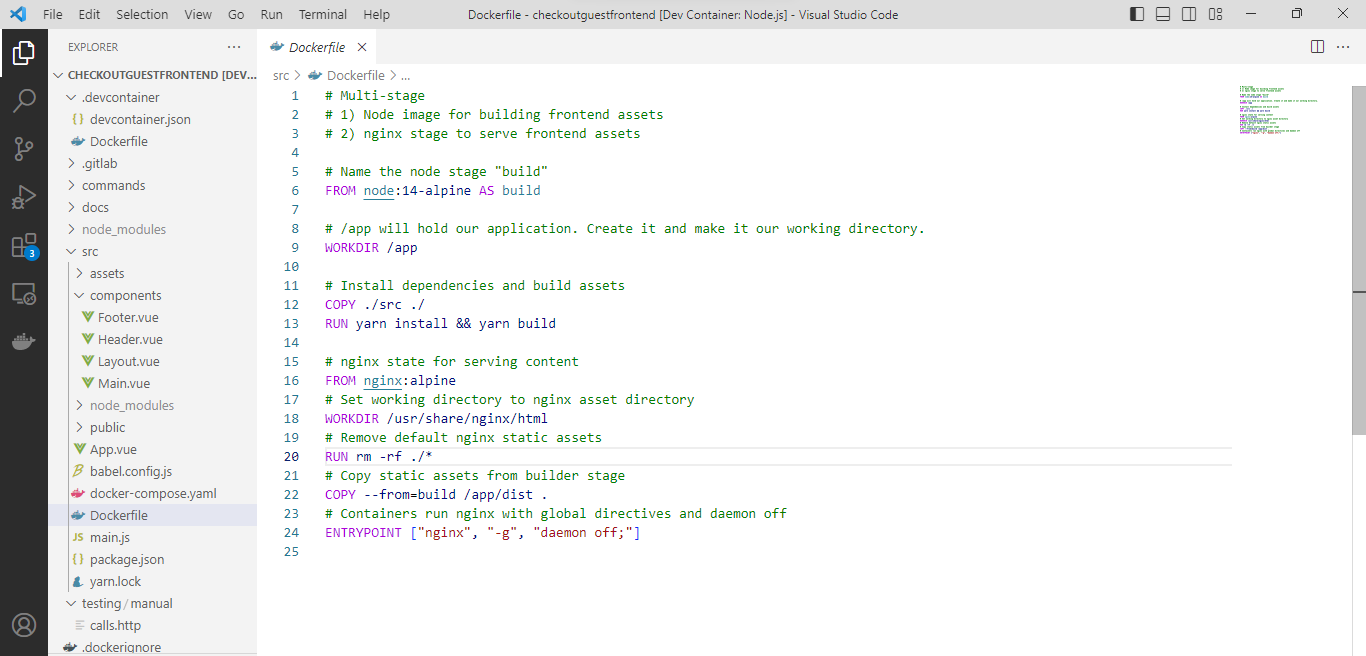 File Edit Selection View Go Run Terminal Help Dockerfile - checkoutguestfrontend [Dev Container: Node.js] - Visual Studio Code
EXPLORER
CHECKOUTGUESTFRONTEND [DEV...
.devcontainer
devcontainer.json
Dockerfile
.gitlab
commands
docs
node_modules
src
assets
components
Footer.vue
Header.vue
Layout.vue
Main.vue
node_modules
public
App.vue
babel.config.js
docker-compose.yaml
Dockerfile
JS main.js
package.json
yarn.lock
testing / manual
calls.http
.dockerignore
3
Dockerfile
src > Dockerfile > ...
1 # Multi-stage
2 # 1) Node image for building frontend assets
3 # 2) nginx stage to serve frontend assets
4
5 # Name the node stage "build"
6 FROM node:14-alpine AS build
7
8 # /app will hold our application. Create it and make it our working directory.
9 WORKDIR /app
10
11 # Install dependencies and build assets
12 COPY ./src ./
13 RUN yarn install && yarn build
14
15 # nginx state for serving content
16 FROM nginx:alpine
17 # Set working directory to nginx asset directory
18 WORKDIR /usr/share/nginx/html
19 # Remove default nginx static assets
20 RUN rm -rf ./*
21 # Copy static assets from builder stage
22 COPY --from=build /app/dist .
23 # Containers run nginx with global directives and daemon off
24 ENTRYPOINT ["nginx", "-g", "daemon off;"]
25